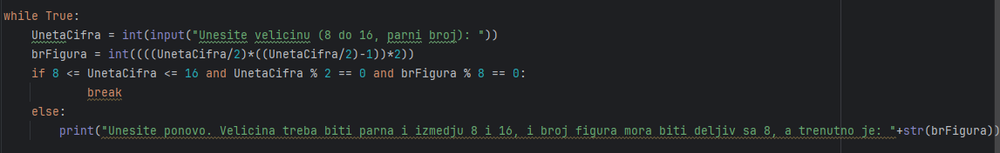 while True:
UnetaCifra = int(input("Unesite velicinu (8 do 16, parni broj): "))
brFigura = int((((UnetaCifra/2)*((UnetaCifra/2)-1))*2))
if 8 <= UnetaCifra <= 16 and UnetaCifra % 2 == 0 and brFigura % 8 == 0:
break
else:
print("Unesite ponovo. Velicina treba biti parna i izmedju 8 i 16, i broj figura mora biti deljiv sa 8, a trenutno je: "+str(brFigura))